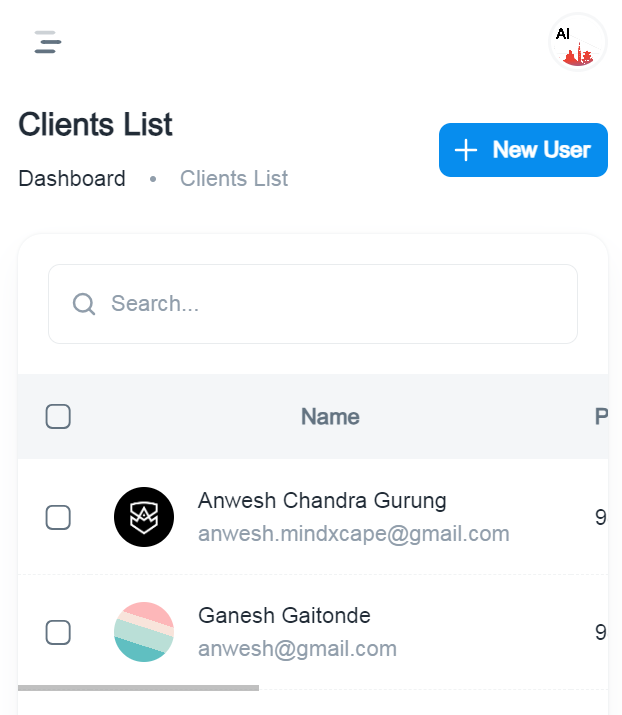 AI
Clients List
New User
Dashboard • Clients List
Search...
Name P
Anwesh Chandra Gurung
anwesh.mindxcape@gmail.com
9
Ganesh Gaitonde
anwesh@gmail.com
9